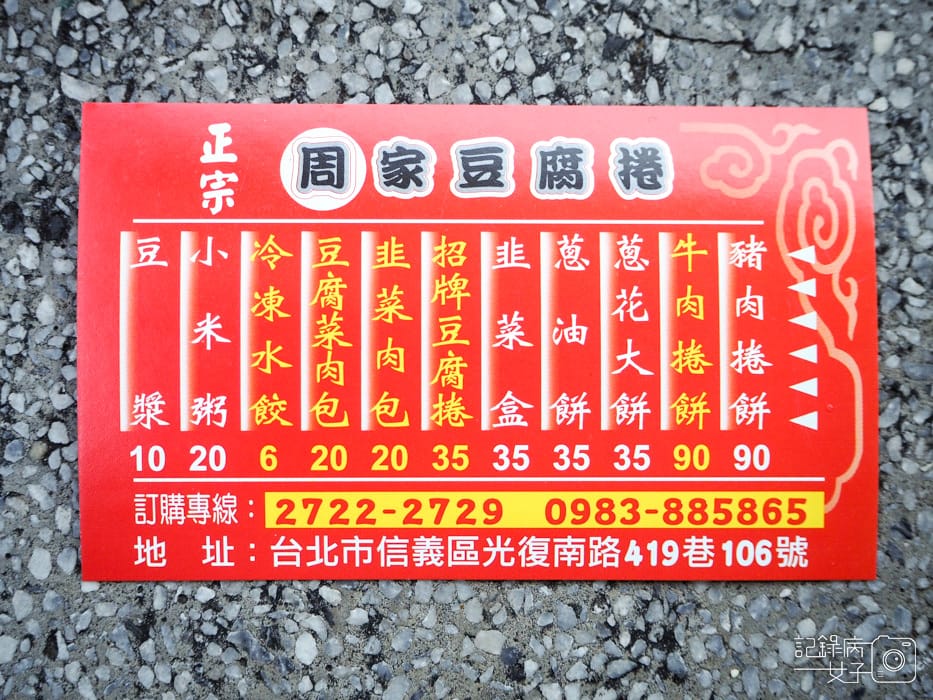 正宗 周家豆腐捲
豬肉捲餅 90
牛肉捲餅 90
蔥花大餅 35
蔥油餅 35
韭菜盒 35
招牌豆腐捲 35
韭菜肉包 20
豆腐菜肉包 20
冷凍水餃 6
小米粥 20
豆漿 10
訂購專線：2722-2729 0983-885865
地址：台北市信義區光復南路419巷106號
記錄病
女子